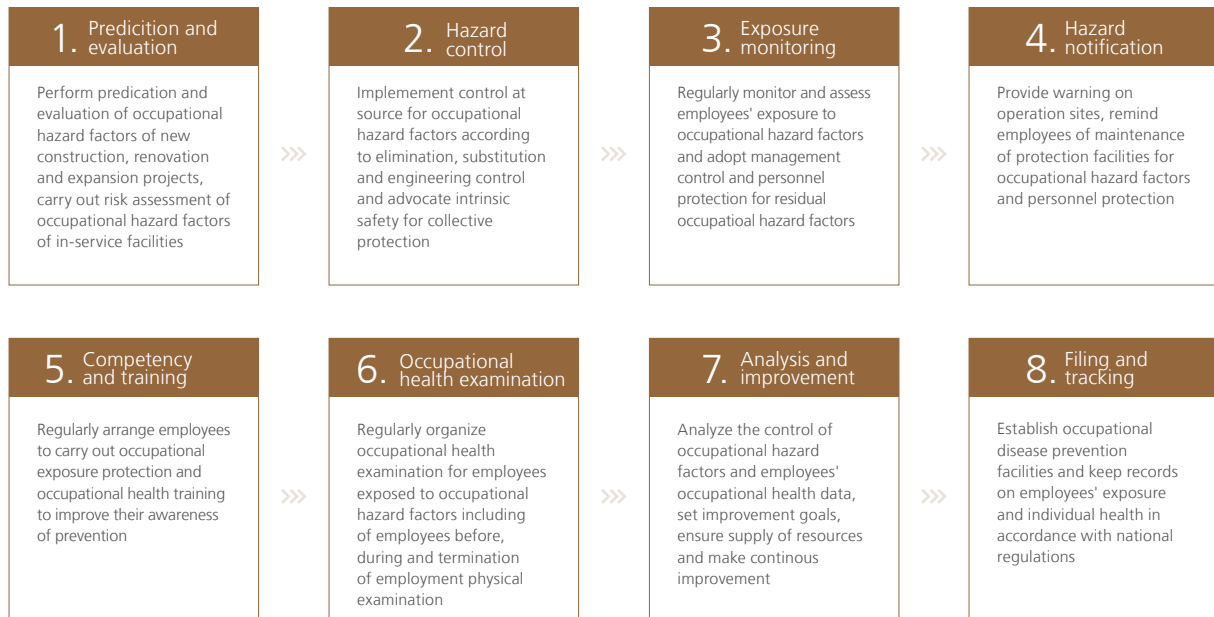 1. Predicition and
evaluation
Perform predication and
evaluation of occupational
hazard factors of new
construction, renovation
and expansion projects,
carry out risk assessment of
occupational hazard factors
of in-service facilities
2. Hazard
control
Implemement control at
source for occupational
hazard factors according
to elimination, substitution
and engineering control
and advocate intrinsic
safety for collective
protection
3. Exposure
monitoring
Regularly monitor and assess
employees' exposure to
occupational hazard factors
and adopt management
control and personnel
protection for residual
occupatioal hazard factors
4. Hazard
notification
Provide warning on
operation sites, remind
employees of maintenance
of protection facilities for
occupational hazard factors
and personnel protection
5. Competency
and training
Regularly arrange employees
to carry out occupational
exposure protection and
occupational health training
to improve their awareness
of prevention
6. Occupational
health examination
Regularly organize
occupational health
examination for employees
exposed to occupational
hazard factors including
of employees before,
during and termination
of employment physical
examination
7. Analysis and
improvement
Analyze the control of
occupational hazard
factors and employees'
occupational health data,
set improvement goals,
ensure supply of resources
and make continous
improvement
8. Filing and
tracking
Establish occupational
disease prevention
facilities and keep records
on employees' exposure
and individual health in
accordance with national
regulations